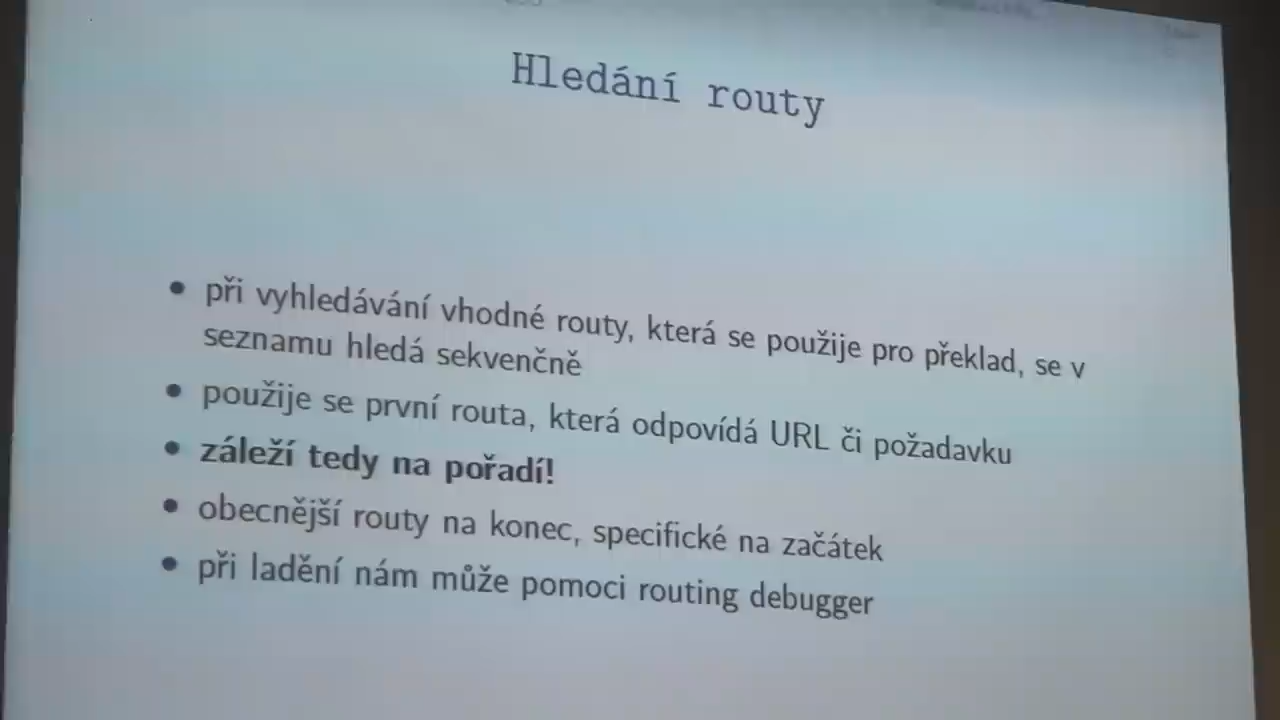 Hledání routy
• při vyhledávání vhodné routy, která se použije pro překlad, se v
seznamu hledá sekvenčně
• použije se první routa, která odpovídá URL či požadavku
• záleží tedy na pořadí!
• obecnější routy na konec, specifické na začátek
• při ladění nám může pomoci routing debugger